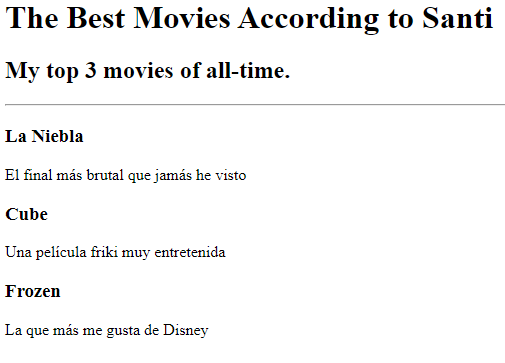 The Best Movies According to Santi
My top 3 movies of all-time.
La Niebla
El final más brutal que jamás he visto
Cube
Una película friki muy entretenida
Frozen
La que más me gusta de Disney